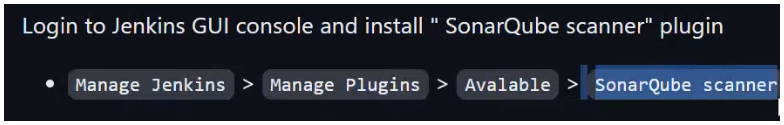 Login to Jenkins GUI console and install " SonarQube scanner" plugin
Manage Jenkins > Manage Plugins > Avalable > SonarQube scanner